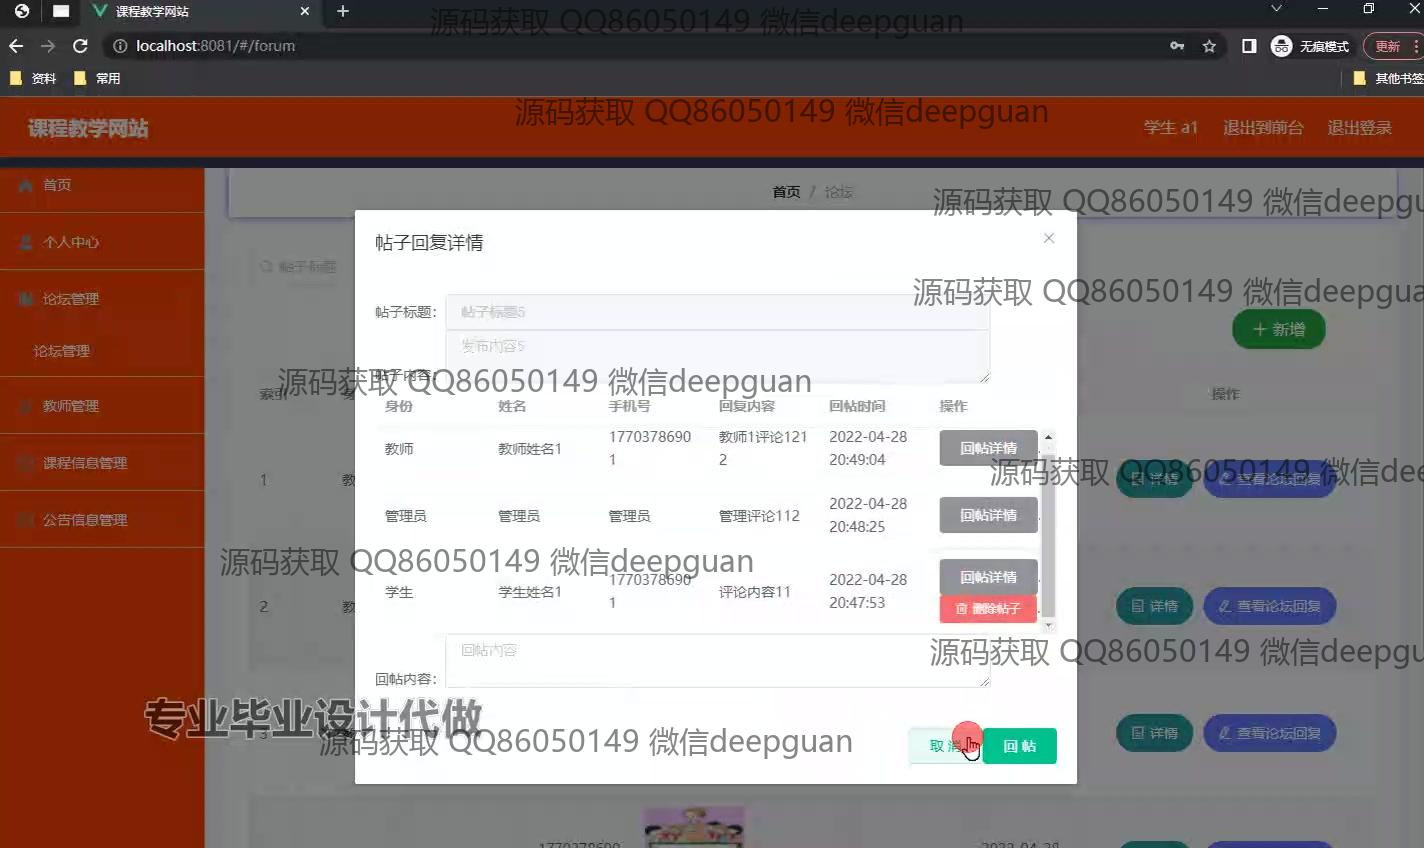 课程教学网站
源码获取 QQ86050149 微信deepguan
localhost:8081/#/forum
无痕模式
更新
资料
常用
其他书签
源码获取 QQ86050149 微信deepguan
课程教学网站
学生 a1
退出到前台
退出登录
首页
首页 / 论坛
源码获取 QQ86050149 微信deepgu
个人中心
帖子回复详情
帖子标题
源码获取 QQ86050149 微信deepgua
论坛管理
帖子标题:
帖子标题5
新增
论坛管理
发布内容5
帖子内容:
源码获取 QQ86050149 微信deepguan
索引
操作
教师管理
身份 姓名 手机号 回复内容 回帖时间 操作
教师 教师姓名1 1770378690 教师1评论121 2022-04-28 回帖详情
1 2 20:49:04
课程信息管理
源码获取 QQ86050149 微信deep
1
教
详情
查看论坛回复
公告信息管理
管理员 管理员 管理员 管理评论112 2022-04-28 回帖详情
20:48:25
源码获取 QQ86050149 微信deepguan
学生 学生姓名1 1770378690 评论内容11 2022-04-28 回帖详情
1 20:47:53 删除帖子
2
教
详情
查看论坛回复
回帖内容:
回帖内容
源码获取 QQ86050149 微信deepgu
专业毕业设计代做
源码获取 QQ86050149 微信deepguan
取消
回帖
3
详情
查看论坛回复
1770378690
2022-04-28